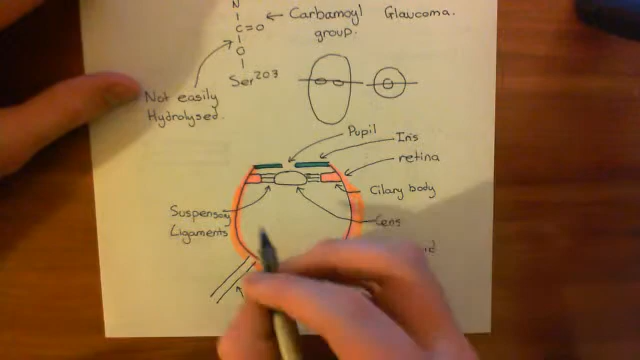 N
C=O
O
Ser203
Carbamoyl
group.
Glaucoma.
Not easily
Hydrolysed.
Pupil
Iris
retina
Cilary body
Suspensory
Ligaments
Lens